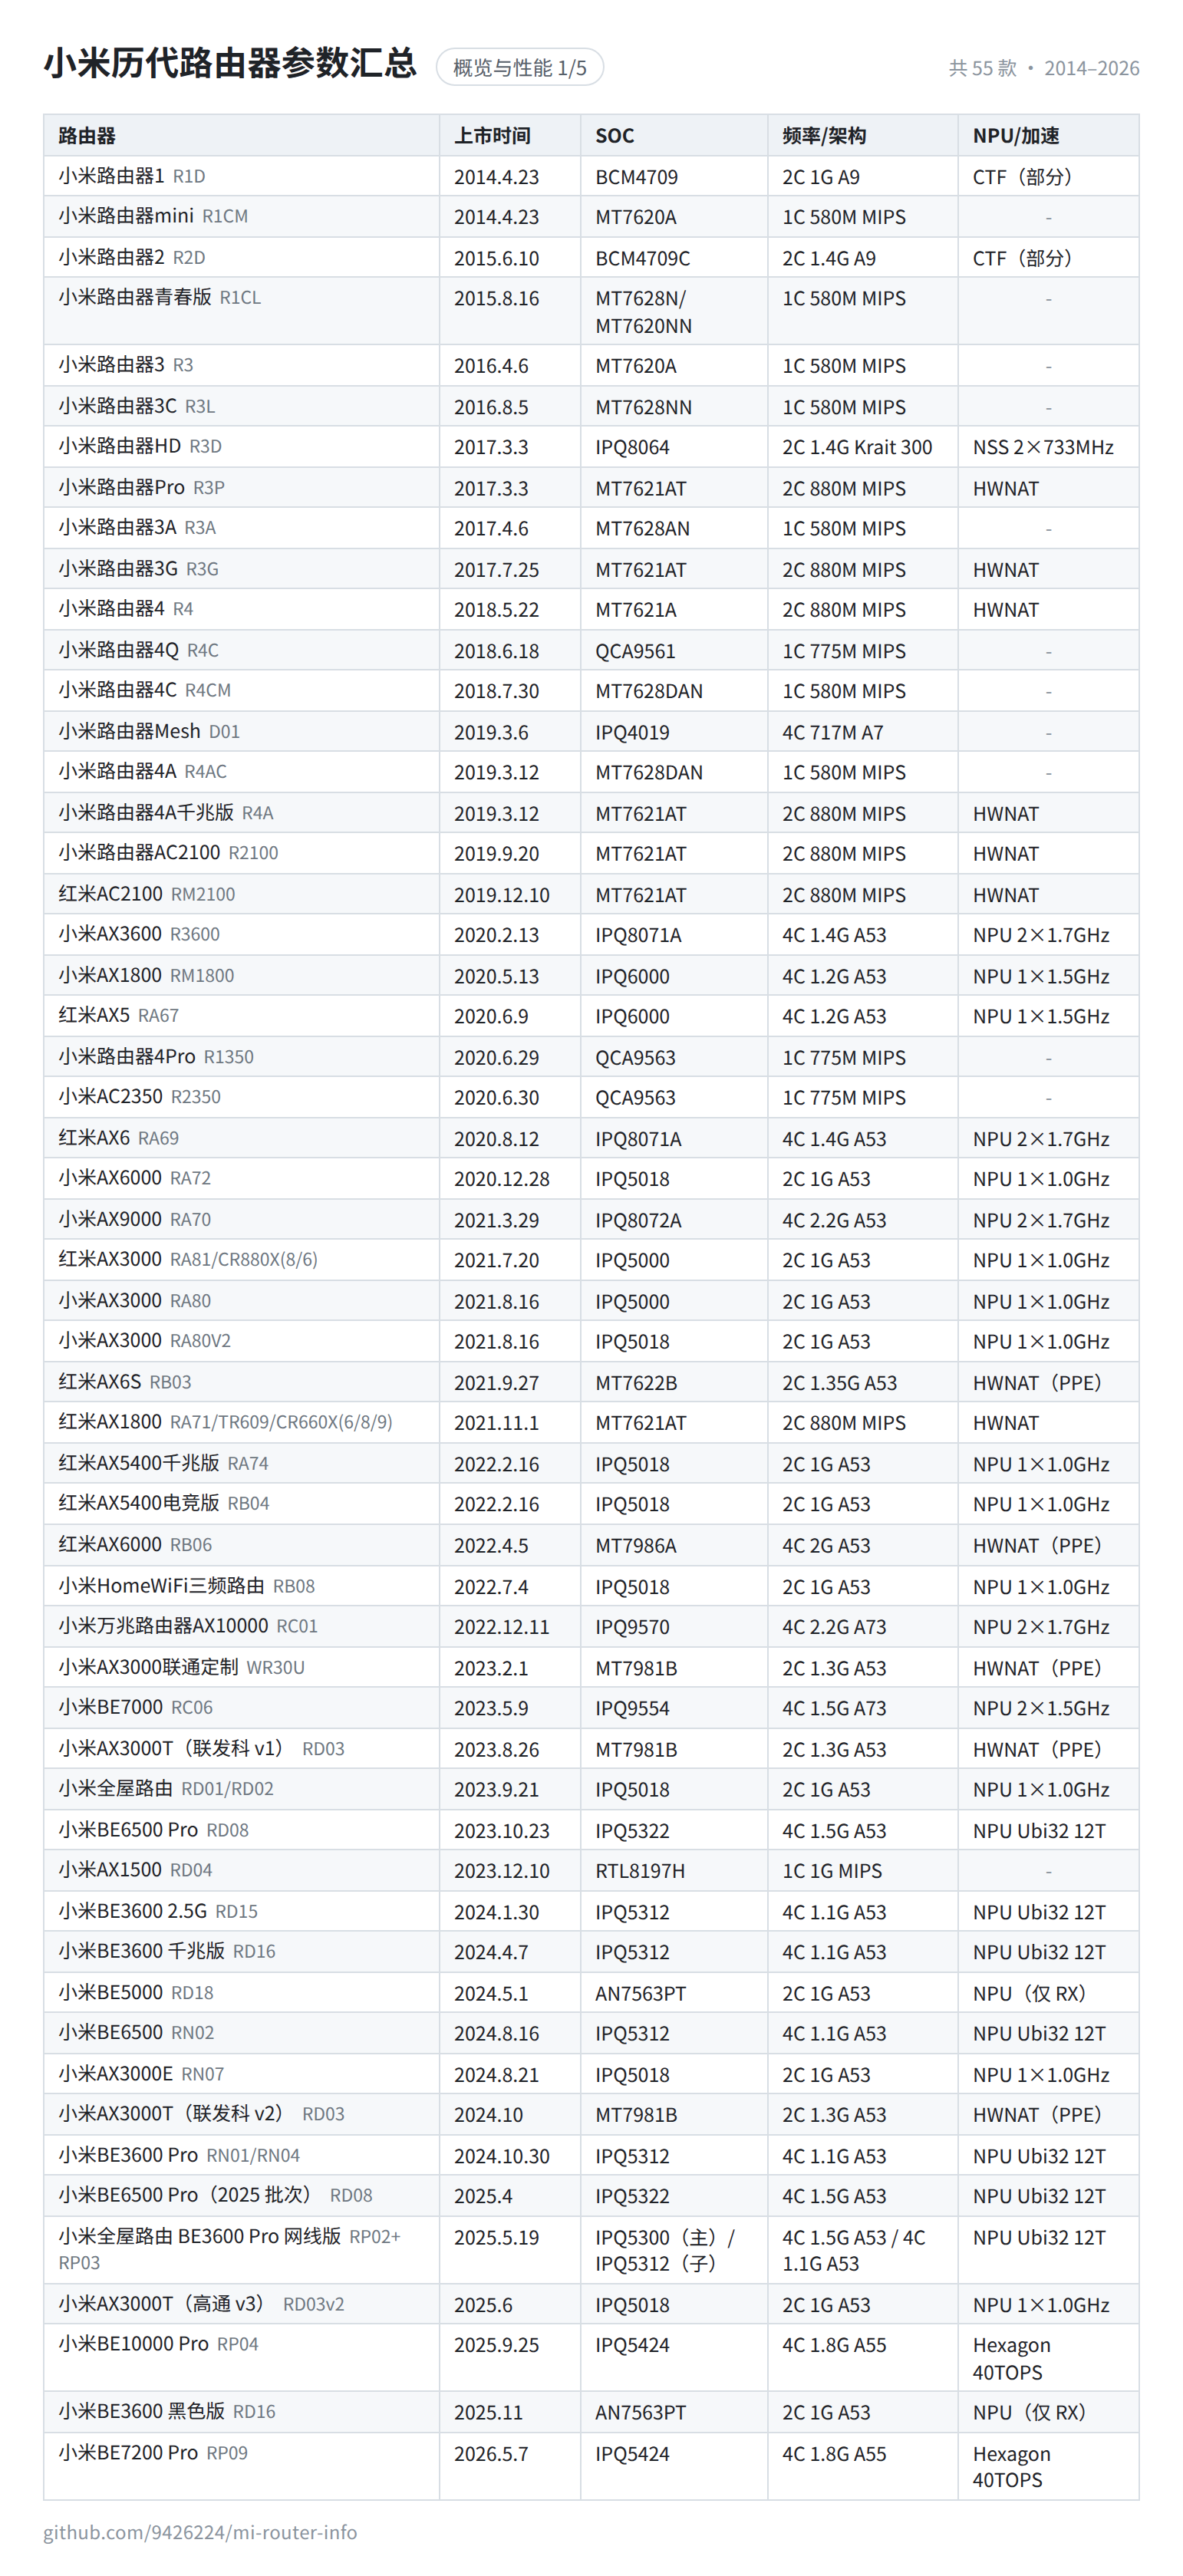 小米历代路由器参数汇总 概览与性能 1/5 共 55 款 · 2014–2026
路由器 上市时间 SOC 频率/架构 NPU/加速
小米路由器1 R1D 2014.4.23 BCM4709 2C 1G A9 CTF（部分）
小米路由器mini R1CM 2014.4.23 MT7620A 1C 580M MIPS -
小米路由器2 R2D 2015.6.10 BCM4709C 2C 1.4G A9 CTF（部分）
小米路由器青春版 R1CL 2015.8.16 MT7628N/ 1C 580M MIPS -
MT7620NN
小米路由器3 R3 2016.4.6 MT7620A 1C 580M MIPS -
小米路由器3C R3L 2016.8.5 MT7628NN 1C 580M MIPS -
小米路由器HD R3D 2017.3.3 IPQ8064 2C 1.4G Krait 300 NSS 2×733MHz
小米路由器Pro R3P 2017.3.3 MT7621AT 2C 880M MIPS HWNAT
小米路由器3A R3A 2017.4.6 MT7628AN 1C 580M MIPS -
小米路由器3G R3G 2017.7.25 MT7621AT 2C 880M MIPS HWNAT
小米路由器4 R4 2018.5.22 MT7621A 2C 880M MIPS HWNAT
小米路由器4Q R4C 2018.6.18 QCA9561 1C 775M MIPS -
小米路由器4C R4CM 2018.7.30 MT7628DAN 1C 580M MIPS -
小米路由器Mesh D01 2019.3.6 IPQ4019 4C 717M A7 -
小米路由器4A R4AC 2019.3.12 MT7628DAN 1C 580M MIPS -
小米路由器4A千兆版 R4A 2019.3.12 MT7621AT 2C 880M MIPS HWNAT
小米路由器AC2100 R2100 2019.9.20 MT7621AT 2C 880M MIPS HWNAT
红米AC2100 RM2100 2019.12.10 MT7621AT 2C 880M MIPS HWNAT
小米AX3600 R3600 2020.2.13 IPQ8071A 4C 1.4G A53 NPU 2×1.7GHz
小米AX1800 RM1800 2020.5.13 IPQ6000 4C 1.2G A53 NPU 1×1.5GHz
红米AX5 RA67 2020.6.9 IPQ6000 4C 1.2G A53 NPU 1×1.5GHz
小米路由器4Pro R1350 2020.6.29 QCA9563 1C 775M MIPS -
小米AC2350 R2350 2020.6.30 QCA9563 1C 775M MIPS -
红米AX6 RA69 2020.8.12 IPQ8071A 4C 1.4G A53 NPU 2×1.7GHz
小米AX6000 RA72 2020.12.28 IPQ5018 2C 1G A53 NPU 1×1.0GHz
小米AX9000 RA70 2021.3.29 IPQ8072A 4C 2.2G A53 NPU 2×1.7GHz
红米AX3000 RA81/CR880X(8/6) 2021.7.20 IPQ5000 2C 1G A53 NPU 1×1.0GHz
小米AX3000 RA80 2021.8.16 IPQ5000 2C 1G A53 NPU 1×1.0GHz
小米AX3000 RA80V2 2021.8.16 IPQ5018 2C 1G A53 NPU 1×1.0GHz
红米AX6S RB03 2021.9.27 MT7622B 2C 1.35G A53 HWNAT（PPE）
红米AX1800 RA71/TR609/CR660X(6/8/9) 2021.11.1 MT7621AT 2C 880M MIPS HWNAT
红米AX5400千兆版 RA74 2022.2.16 IPQ5018 2C 1G A53 NPU 1×1.0GHz
红米AX5400电竞版 RB04 2022.2.16 IPQ5018 2C 1G A53 NPU 1×1.0GHz
红米AX6000 RB06 2022.4.5 MT7986A 4C 2G A53 HWNAT（PPE）
小米HomeWiFi三频路由 RB08 2022.7.4 IPQ5018 2C 1G A53 NPU 1×1.0GHz
小米万兆路由器AX10000 RC01 2022.12.11 IPQ9570 4C 2.2G A73 NPU 2×1.7GHz
小米AX3000联通定制 WR30U 2023.2.1 MT7981B 2C 1.3G A53 HWNAT（PPE）
小米BE7000 RC06 2023.5.9 IPQ9554 4C 1.5G A73 NPU 2×1.5GHz
小米AX3000T（联发科 v1） RD03 2023.8.26 MT7981B 2C 1.3G A53 HWNAT（PPE）
小米全屋路由 RD01/RD02 2023.9.21 IPQ5018 2C 1G A53 NPU 1×1.0GHz
小米BE6500 Pro RD08 2023.10.23 IPQ5322 4C 1.5G A53 NPU Ubi32 12T
小米AX1500 RD04 2023.12.10 RTL8197H 1C 1G MIPS -
小米BE3600 2.5G RD15 2024.1.30 IPQ5312 4C 1.1G A53 NPU Ubi32 12T
小米BE3600 千兆版 RD16 2024.4.7 IPQ5312 4C 1.1G A53 NPU Ubi32 12T
小米BE5000 RD18 2024.5.1 AN7563PT 2C 1G A53 NPU（仅 RX）
小米BE6500 RN02 2024.8.16 IPQ5312 4C 1.1G A53 NPU Ubi32 12T
小米AX3000E RN07 2024.8.21 IPQ5018 2C 1G A53 NPU 1×1.0GHz
小米AX3000T（联发科 v2） RD03 2024.10 MT7981B 2C 1.3G A53 HWNAT（PPE）
小米BE3600 Pro RN01/RN04 2024.10.30 IPQ5312 4C 1.1G A53 NPU Ubi32 12T
小米BE6500 Pro（2025 批次） RD08 2025.4 IPQ5322 4C 1.5G A53 NPU Ubi32 12T
小米全屋路由 BE3600 Pro 网线版 RP02+ 2025.5.19 IPQ5300（主）/ 4C 1.5G A53 / 4C NPU Ubi32 12T
RP03 IPQ5312（子） 1.1G A53
小米AX3000T（高通 v3） RD03v2 2025.6 IPQ5018 2C 1G A53 NPU 1×1.0GHz
小米BE10000 Pro RP04 2025.9.25 IPQ5424 4C 1.8G A55 Hexagon
40TOPS
小米BE3600 黑色版 RD16 2025.11 AN7563PT 2C 1G A53 NPU（仅 RX）
小米BE7200 Pro RP09 2026.5.7 IPQ5424 4C 1.8G A55 Hexagon
40TOPS
github.com/9426224/mi-router-info